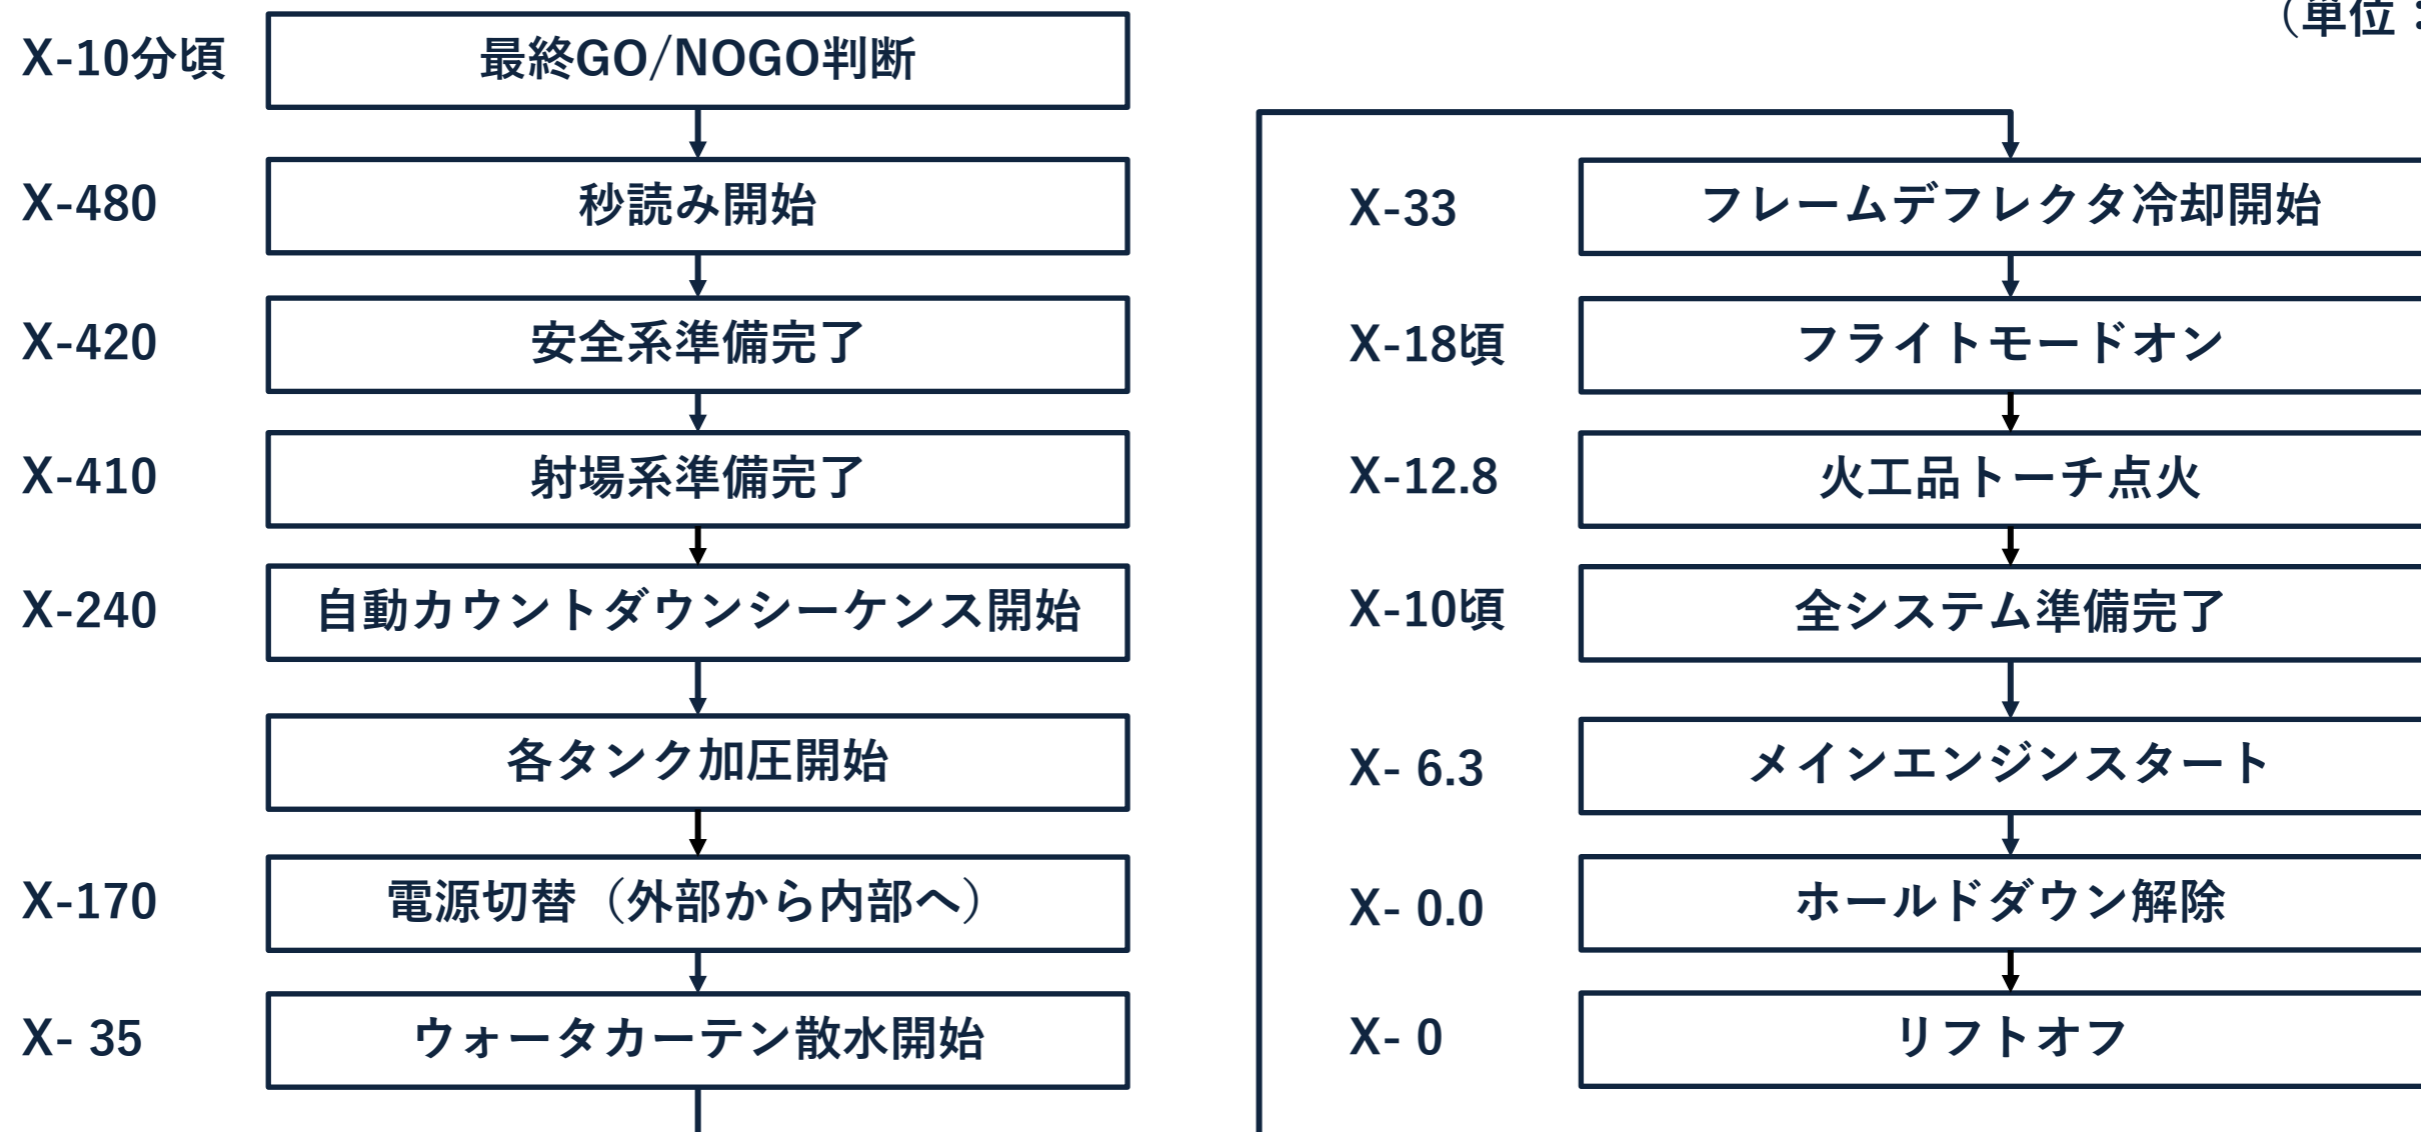 （単位：
X-10分頃 最終GO/NOGO判断
X-480 秒読み開始
X-420 安全系準備完了
X-410 射場系準備完了
X-240 自動カウントダウンシーケンス開始
各タンク加圧開始
X-170 電源切替（外部から内部へ）
X- 35 ウォータカーテン散水開始
X-33 フレームデフレクタ冷却開始
X-18頃 フライトモードオン
X-12.8 火工品トーチ点火
X-10頃 全システム準備完了
X- 6.3 メインエンジンスタート
X- 0.0 ホールドダウン解除
X- 0 リフトオフ